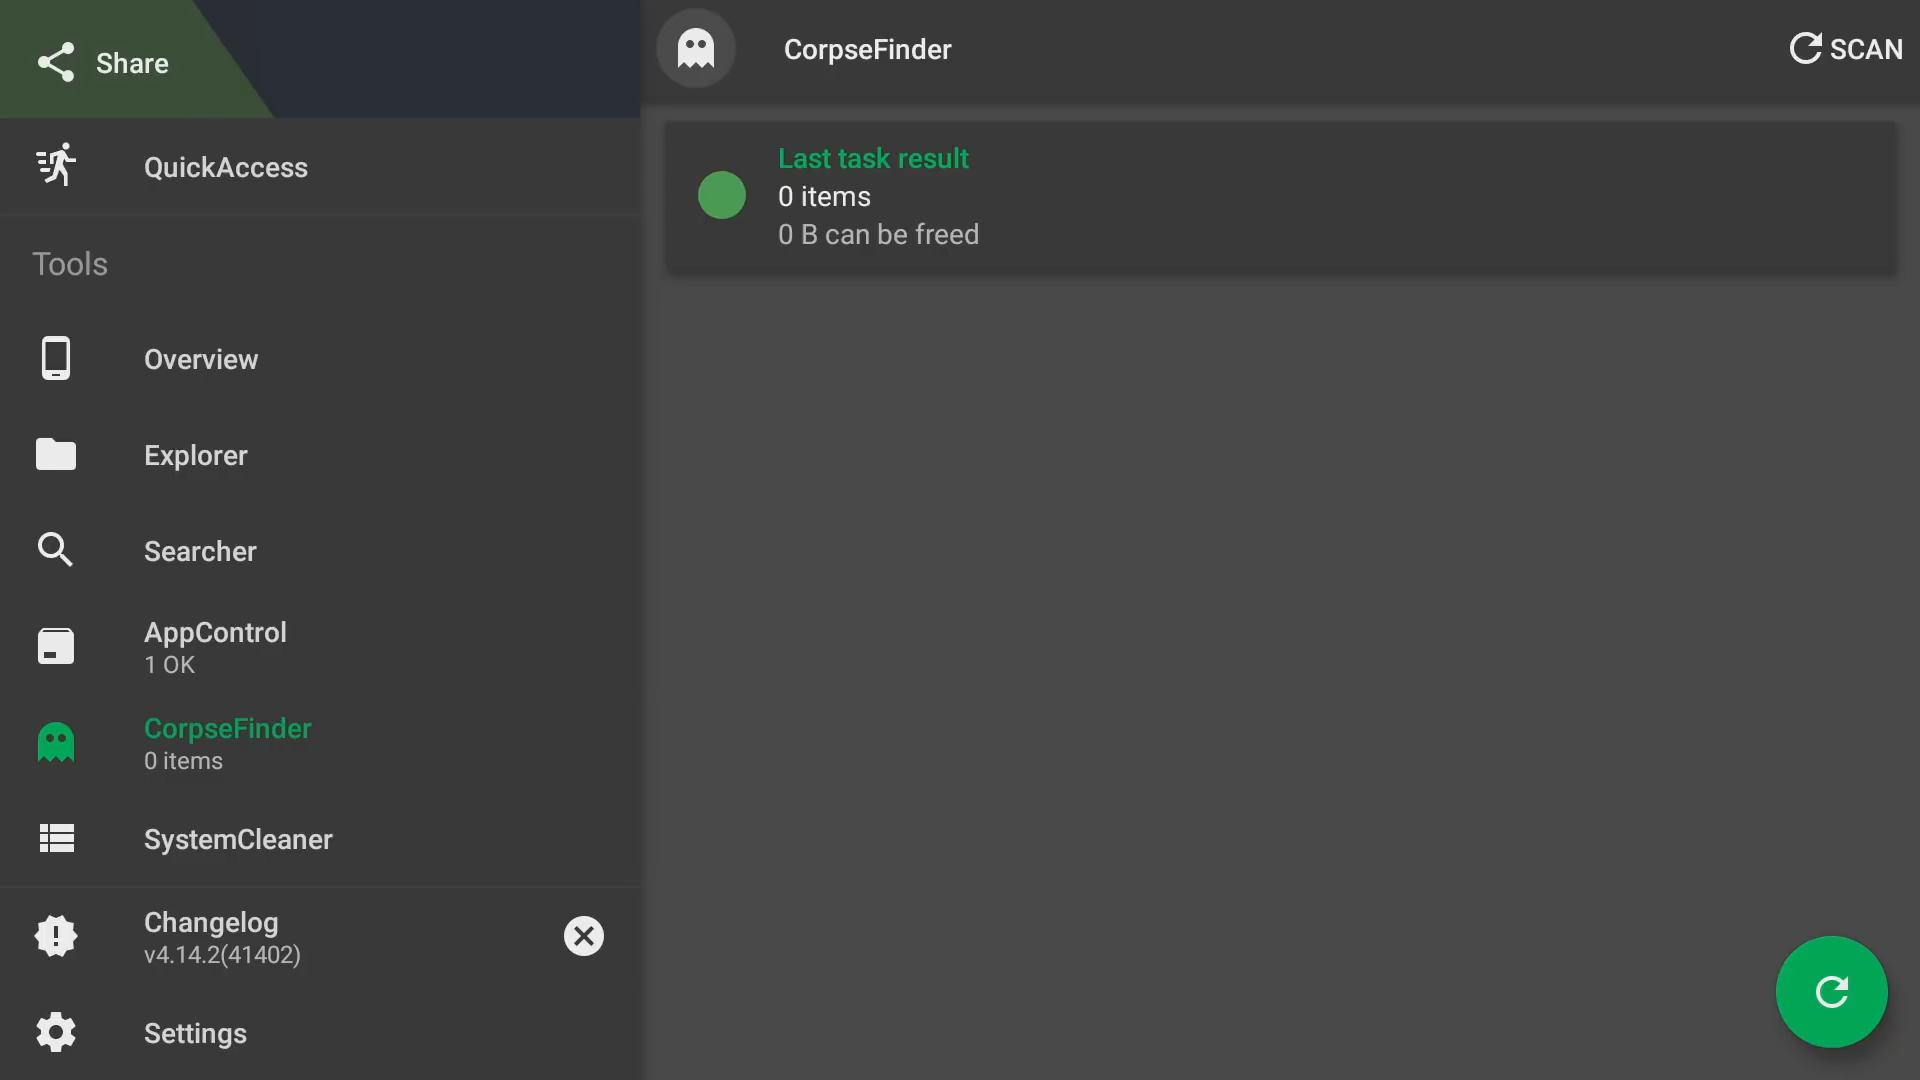 Share
QuickAccess
Tools
Overview
Explorer
Searcher
AppControl
1 OK
CorpseFinder
0 items
SystemCleaner
Changelog
v4.14.2(41402)
Settings
CorpseFinder
SCAN
Last task result
0 items
0 B can be freed